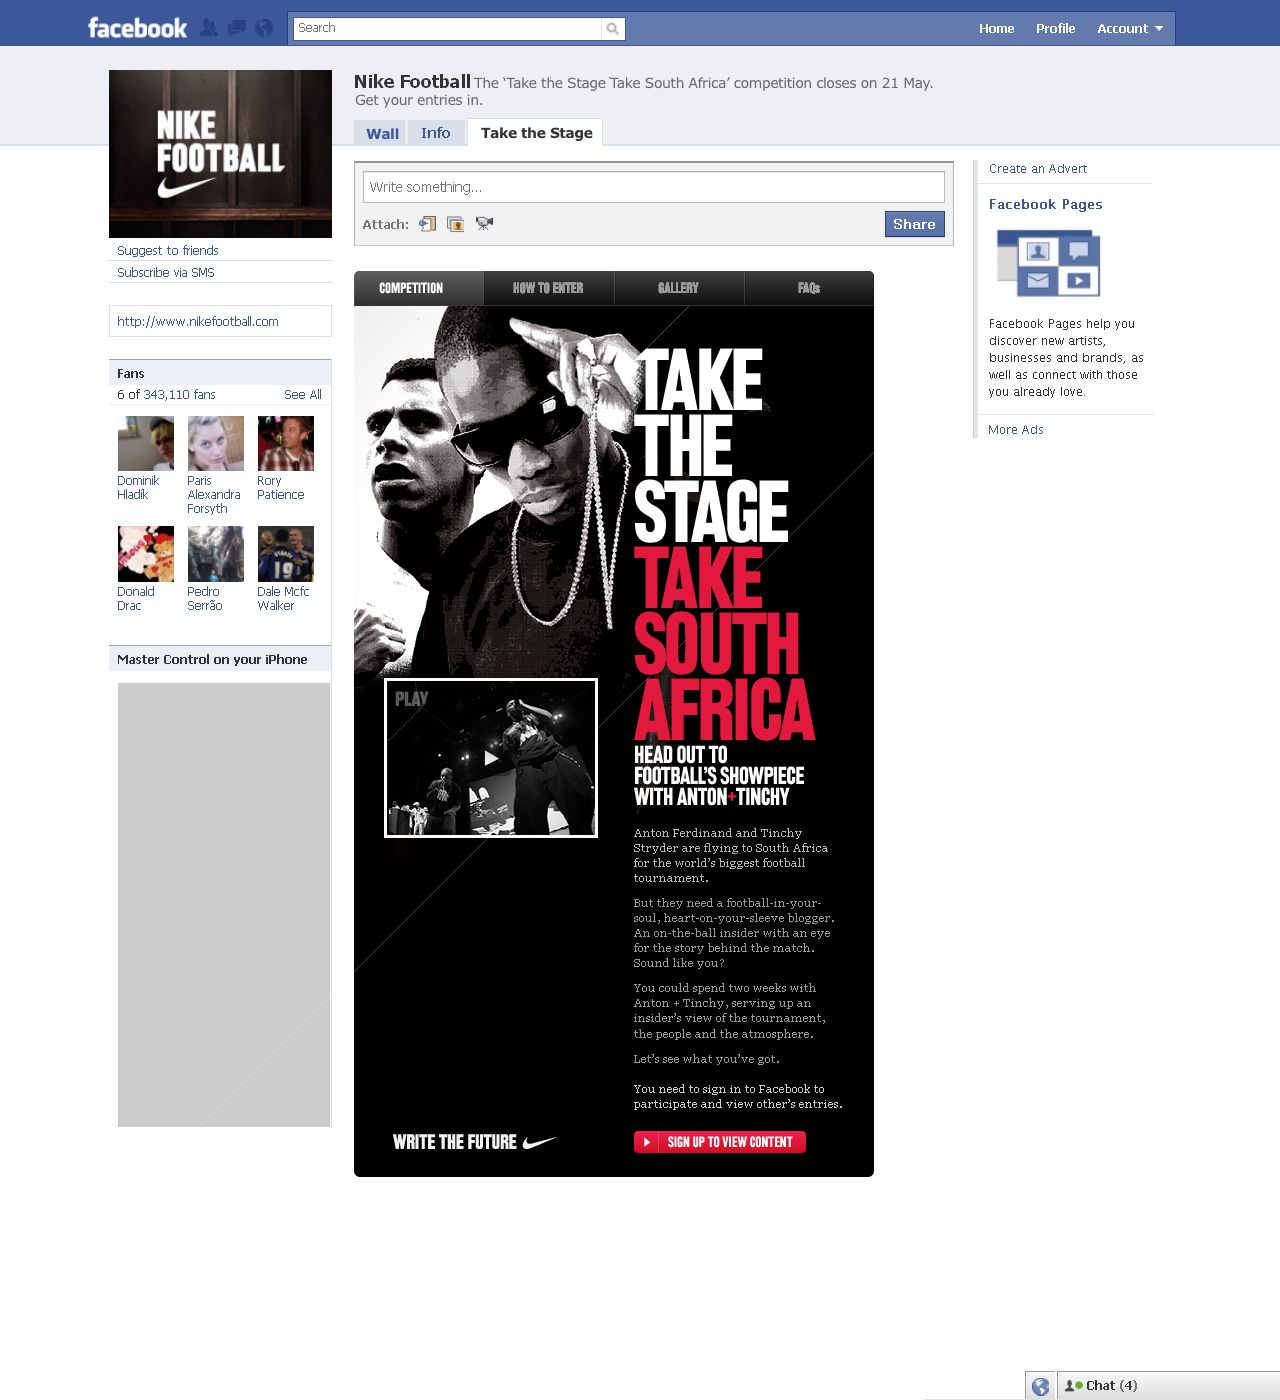 facebook
Search
Home Profile Account
NIKE
FOOTBALL
Nike Football The ‘Take the Stage Take South Africa’ competition closes on 21 May.
Get your entries in.
Wall Info Take the Stage
Write something...
Attach:
Share
Suggest to friends
Subscribe via SMS
http://www.nikefootball.com
Fans
6 of 343,110 fans See All
Dominik
Hladík
Paris
Alexandra
Forsyth
Rory
Patience
Donald
Drac
Pedro
Serrão
19
Dale Mcfc
Walker
Master Control on your iPhone
COMPETITION HOW TO ENTER GALLERY FAQs
TAKE
THE
STAGE
TAKE
SOUTH
AFRICA
HEAD OUT TO
FOOTBALL'S SHOWPIECE
WITH ANTON+TINCHY
PLAY
Anton Ferdinand and Tinchy
Stryder are flying to South Africa
for the world's biggest football
tournament.
But they need a football-in-your-
soul, heart-on-your-sleeve blogger.
An on-the-ball insider with an eye
for the story behind the match.
Sound like you?
You could spend two weeks with
Anton + Tinchy, serving up an
insider's view of the tournament,
the people and the atmosphere.
Let's see what you've got.
You need to sign in to Facebook to
participate and view other's entries.
WRITE THE FUTURE
SIGN UP TO VIEW CONTENT
Create an Advert
Facebook Pages
Facebook Pages help you
discover new artists,
businesses and brands, as
well as connect with those
you already love.
More Ads
Chat (4)